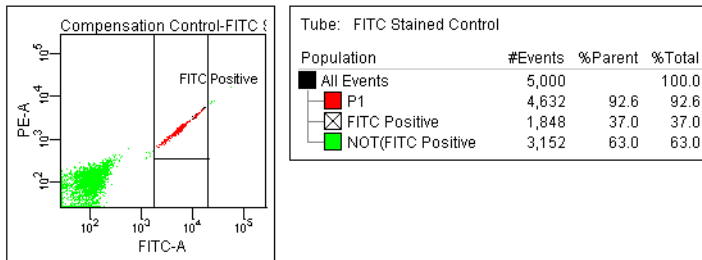 Compensation Control-FITC S
FITC Positive
PE-A
10^5
10^4
10^3
10^2
10^2 10^3 10^4 10^5
FITC-A
Tube: FITC Stained Control
Population #Events %Parent %Total
All Events 5,000 100.0
P1 4,632 92.6 92.6
FITC Positive 1,848 37.0 37.0
NOT(FITC Positive 3,152 63.0 63.0